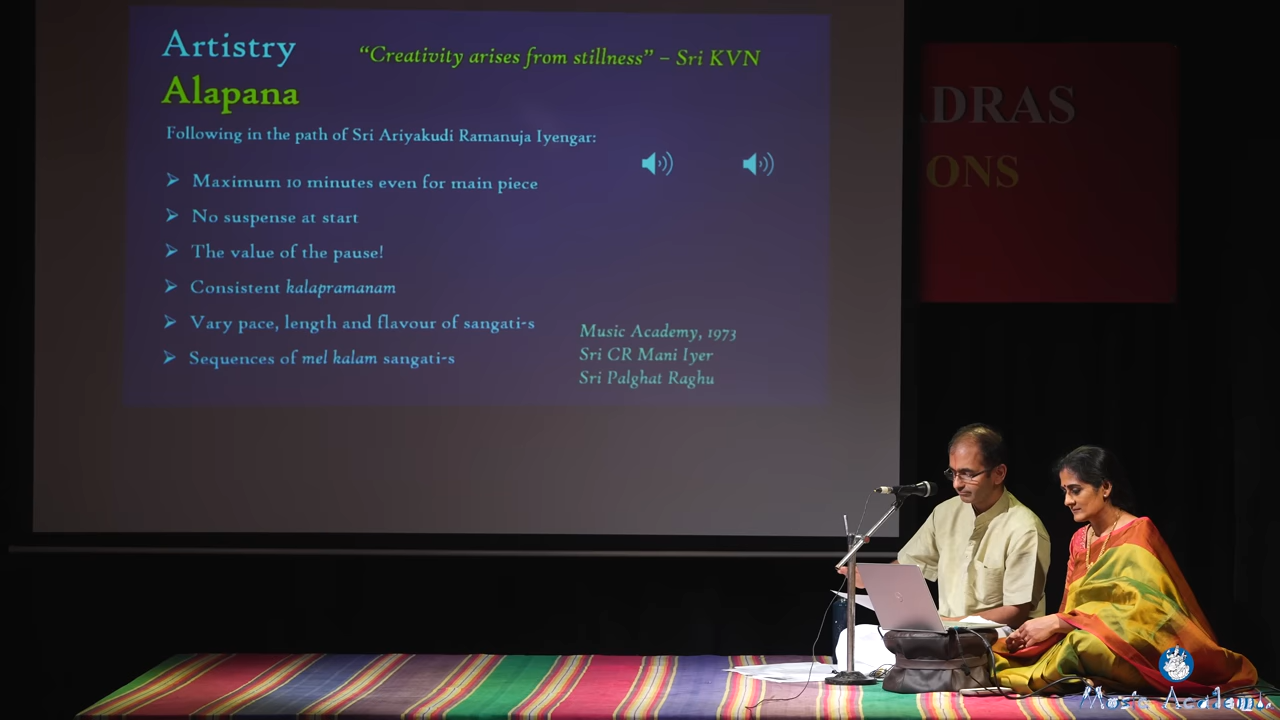 Artistry
“Creativity arises from stillness” – Sri KVN
Alapana
Following in the path of Sri Ariyakudi Ramanuja Iyengar:
➢ Maximum 10 minutes even for main piece
➢ No suspense at start
➢ The value of the pause!
➢ Consistent kalapramanam
➢ Vary pace, length and flavour of sangati-s
➢ Sequences of mel kalam sangati-s
Music Academy, 1973
Sri CR Mani Iyer
Sri Palghat Raghu
DRAS
ONS
Music Academy